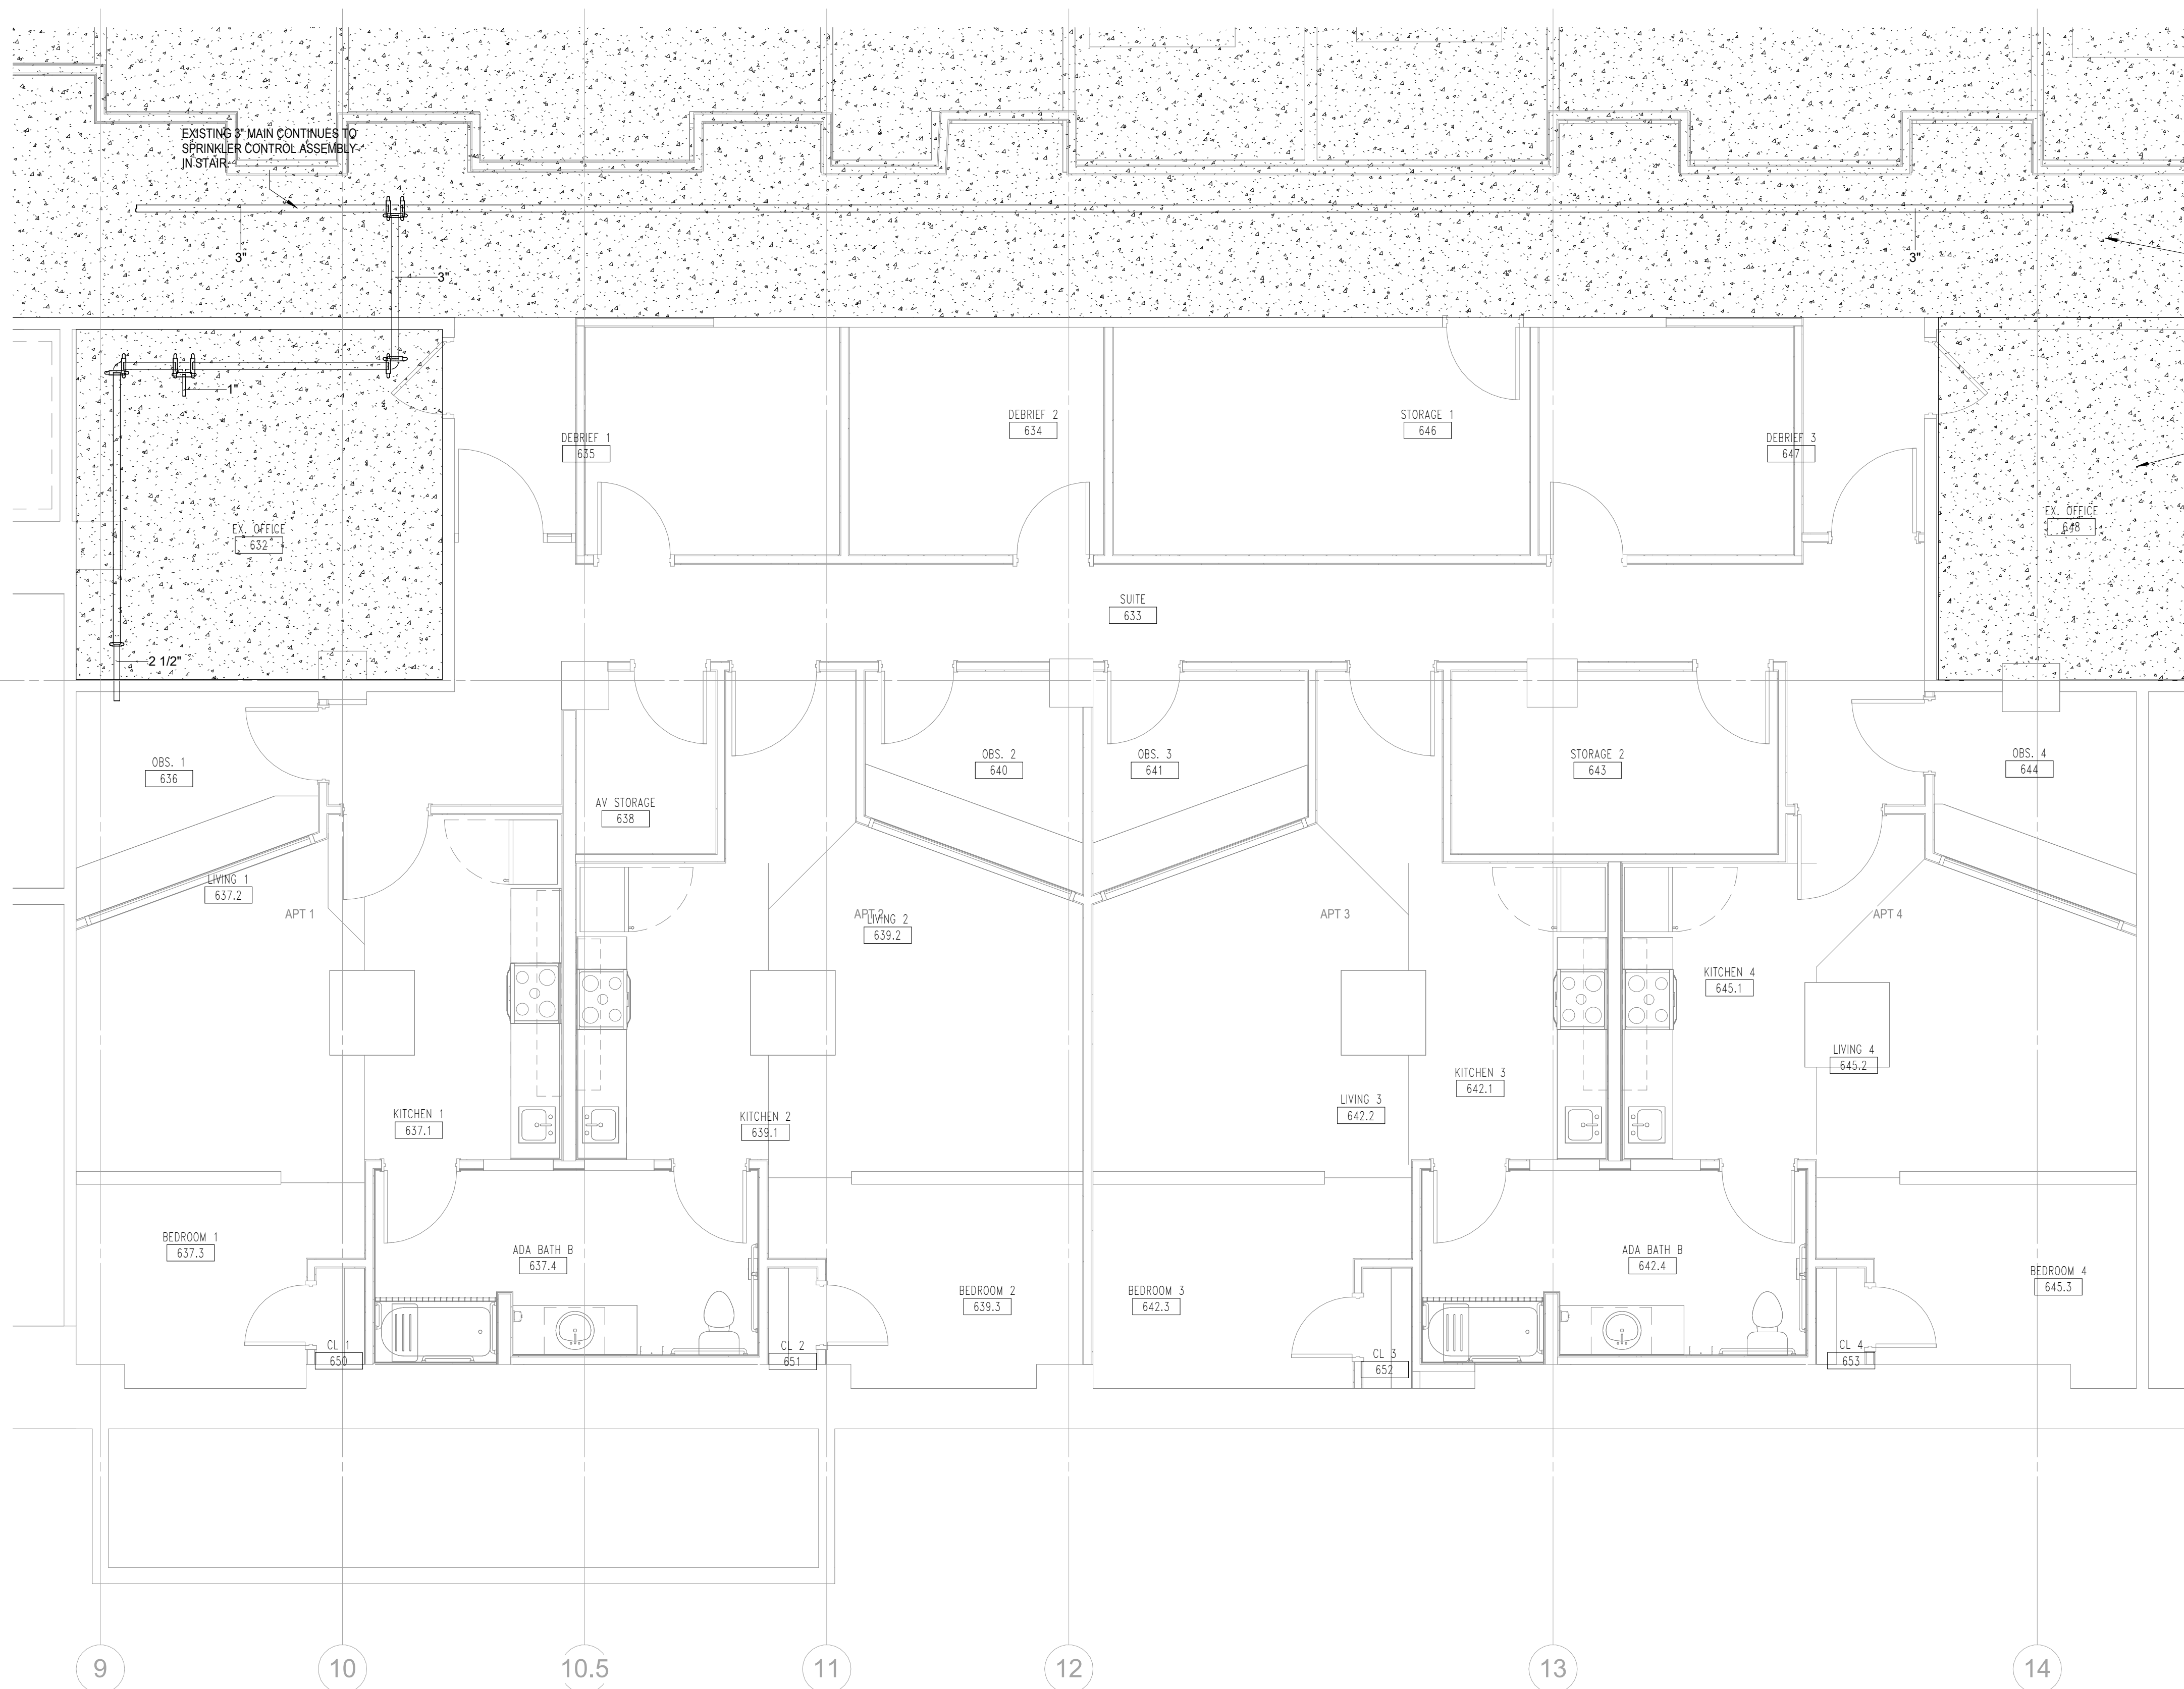 EXISTING 3" MAIN CONTINUES TO
SPRINKLER CONTROL ASSEMBLY
IN STAIR.
3"
3"
3"
1"
2 1/2"
DEBRIEF 1
635
DEBRIEF 2
634
STORAGE 1
646
DEBRIEF 3
647
EX. OFFICE
632
EX. OFFICE
648
SUITE
633
OBS. 1
636
AV STORAGE
638
OBS. 2
640
OBS. 3
641
STORAGE 2
643
OBS. 4
644
LIVING 1
637.2
APT 1
APT 2
LIVING 2
639.2
APT 3
APT 4
KITCHEN 4
645.1
LIVING 4
645.2
KITCHEN 3
642.1
LIVING 3
642.2
KITCHEN 1
637.1
KITCHEN 2
639.1
BEDROOM 1
637.3
ADA BATH B
637.4
BEDROOM 2
639.3
BEDROOM 3
642.3
ADA BATH B
642.4
BEDROOM 4
645.3
CL 1
650
CL 2
651
CL 3
652
CL 4
653
9
10
10.5
11
12
13
14